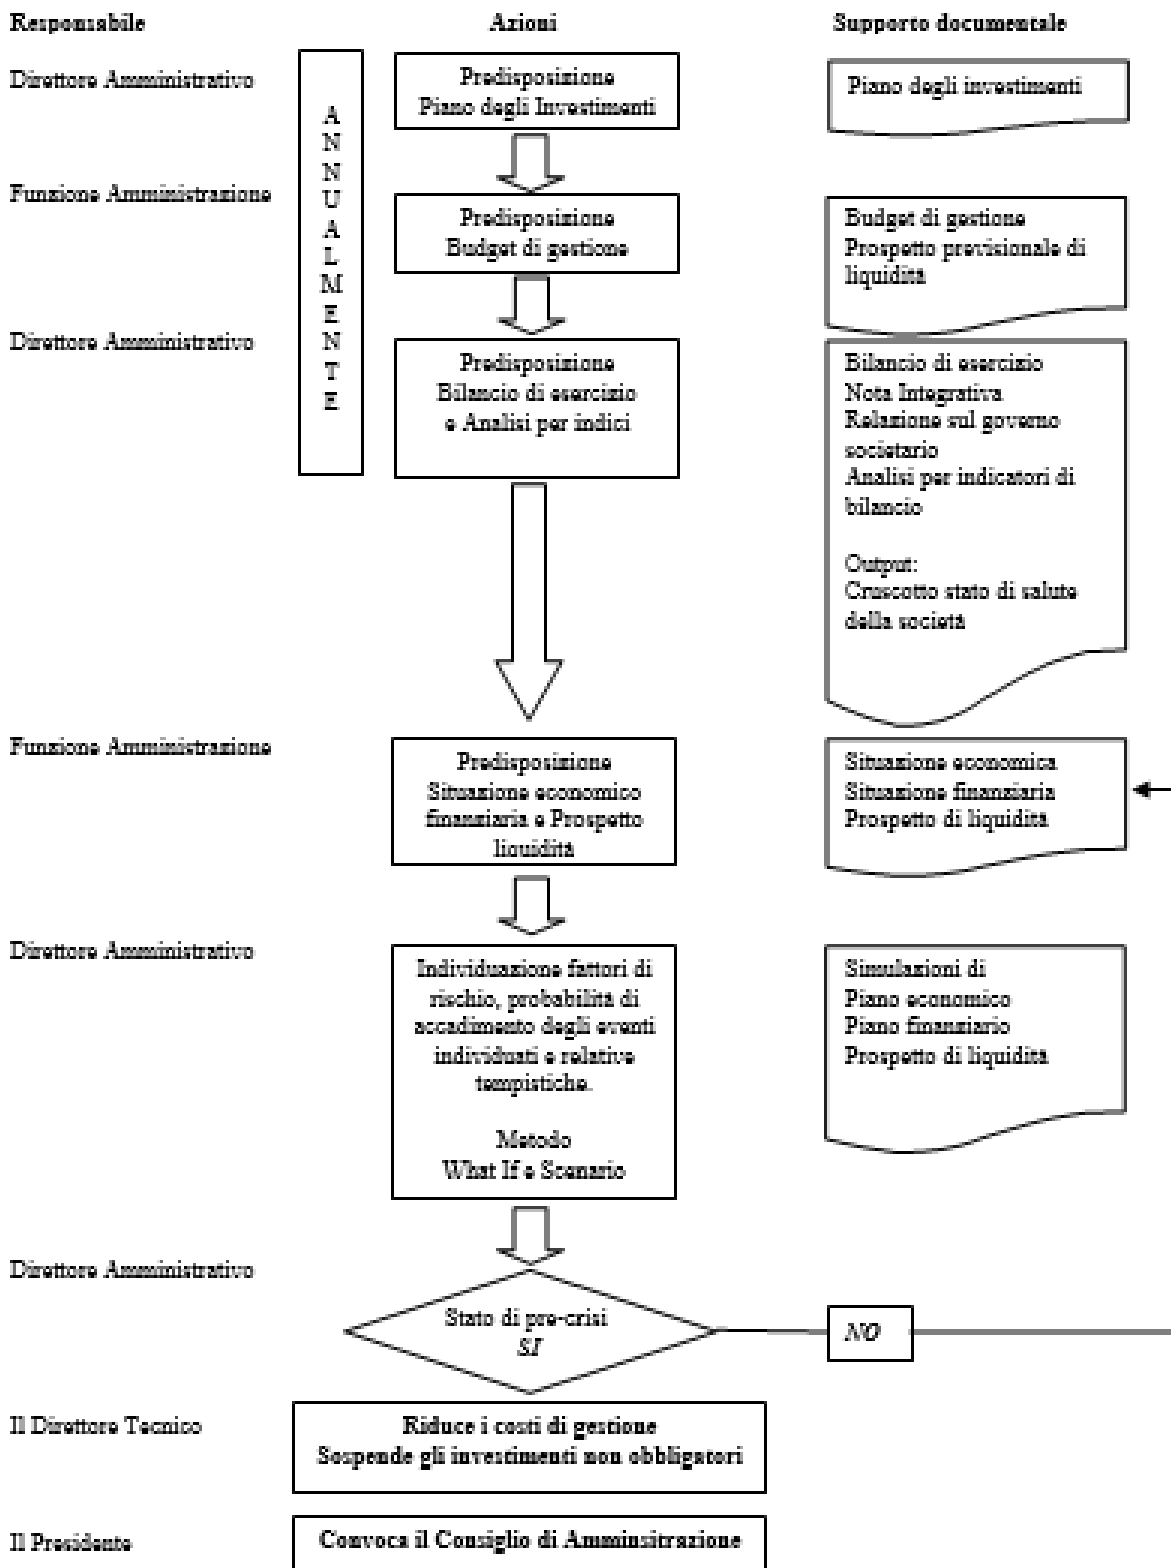 Responsabile
Azioni
Supporto documentale
Direttore Amministrativo
A
N
N
U
A
L
M
E
N
T
E
Predisposizione
Piano degli Investimenti
Piano degli investimenti
Funzione Amministrazione
Predisposizione
Budget di gestione
Budget di gestione
Prospetto previsionale di
liquidità
Direttore Amministrativo
Predisposizione
Bilancio di esercizio
e Analisi per indici
Bilancio di esercizio
Nota Integrativa
Relazione sul governo
societario
Analisi per indicatori di
bilancio
Output:
Cruscotto stato di salute
della società
Funzione Amministrazione
Predisposizione
Situazione economico
finanziaria e Prospetto
liquidità
Situazione economica
Situazione finanziaria
Prospetto di liquidità
Direttore Amministrativo
Individuazione fattori di
rischio, probabilità di
accadimento degli eventi
individuati e relative
tempistiche.
Metodo
What If e Scenario
Simulazioni di
Piano economico
Piano finanziario
Prospetto di liquidità
Direttore Amministrativo
Stato di pre-crisi
SI
NO
Il Direttore Tecnico
Riduce i costi di gestione
Sospende gli investimenti non obbligatori
Il Presidente
Convoca il Consiglio di Amminsitrazione